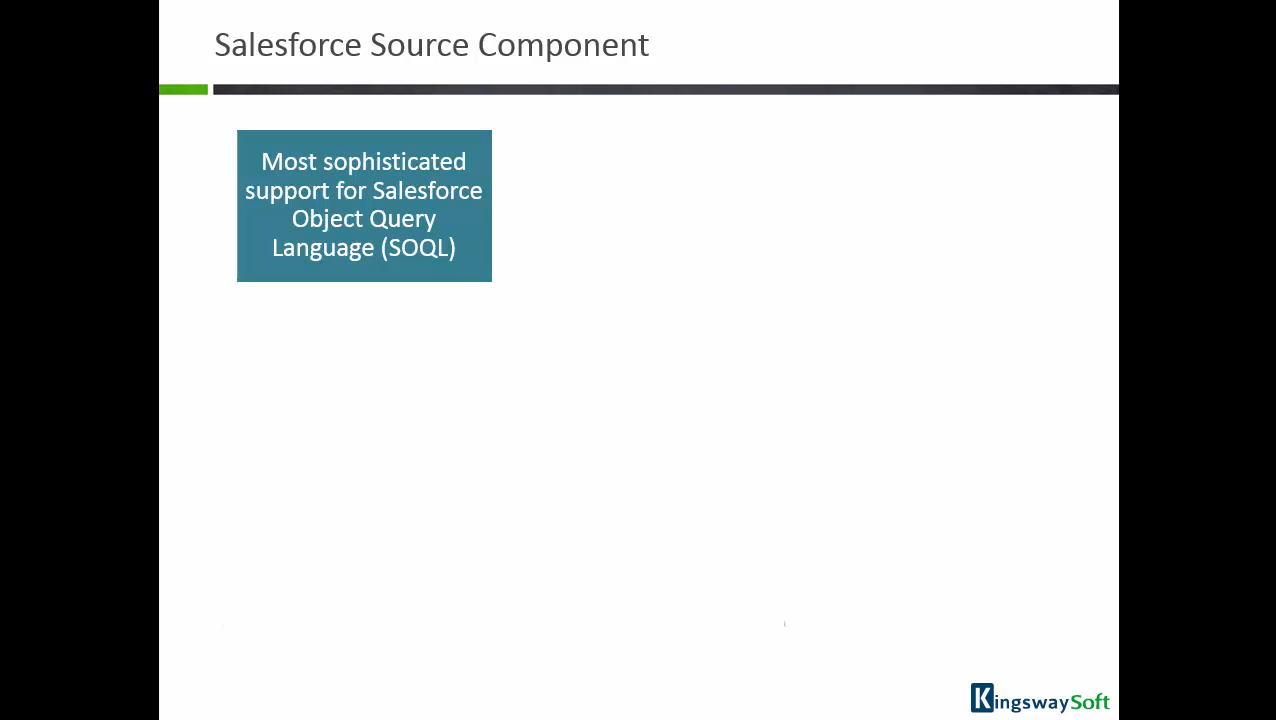 Salesforce Source Component
Most sophisticated
support for Salesforce
Object Query
Language (SOQL)
KingswaySoft